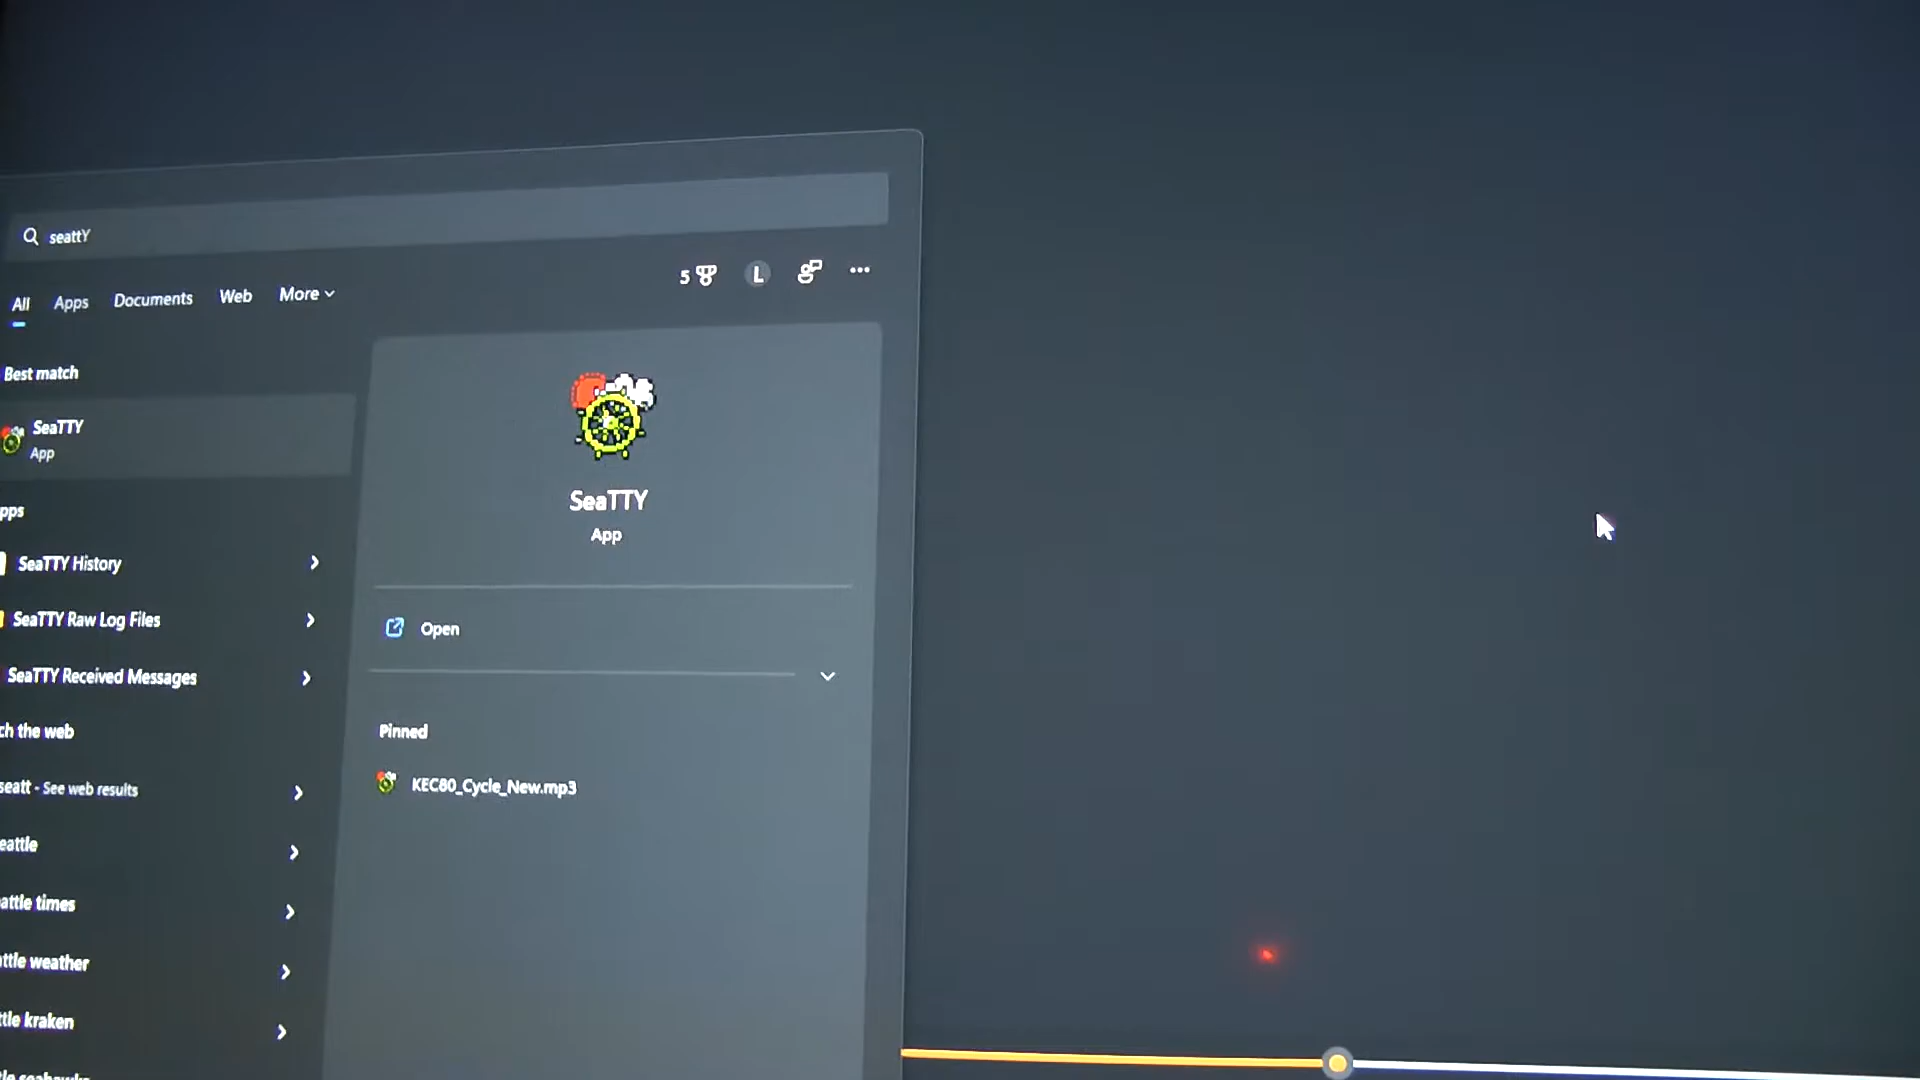 seattY
All Apps Documents Web More
5 L
Best match
SeaTTY
App
pps
SeaTTY History
SeaTTY Raw Log Files
SeaTTY Received Messages
ch the web
seatt - See web results
eattle
attle times
ttle weather
ttle kraken
SeaTTY
App
Open
Pinned
KEC80_Cycle_New.mp3